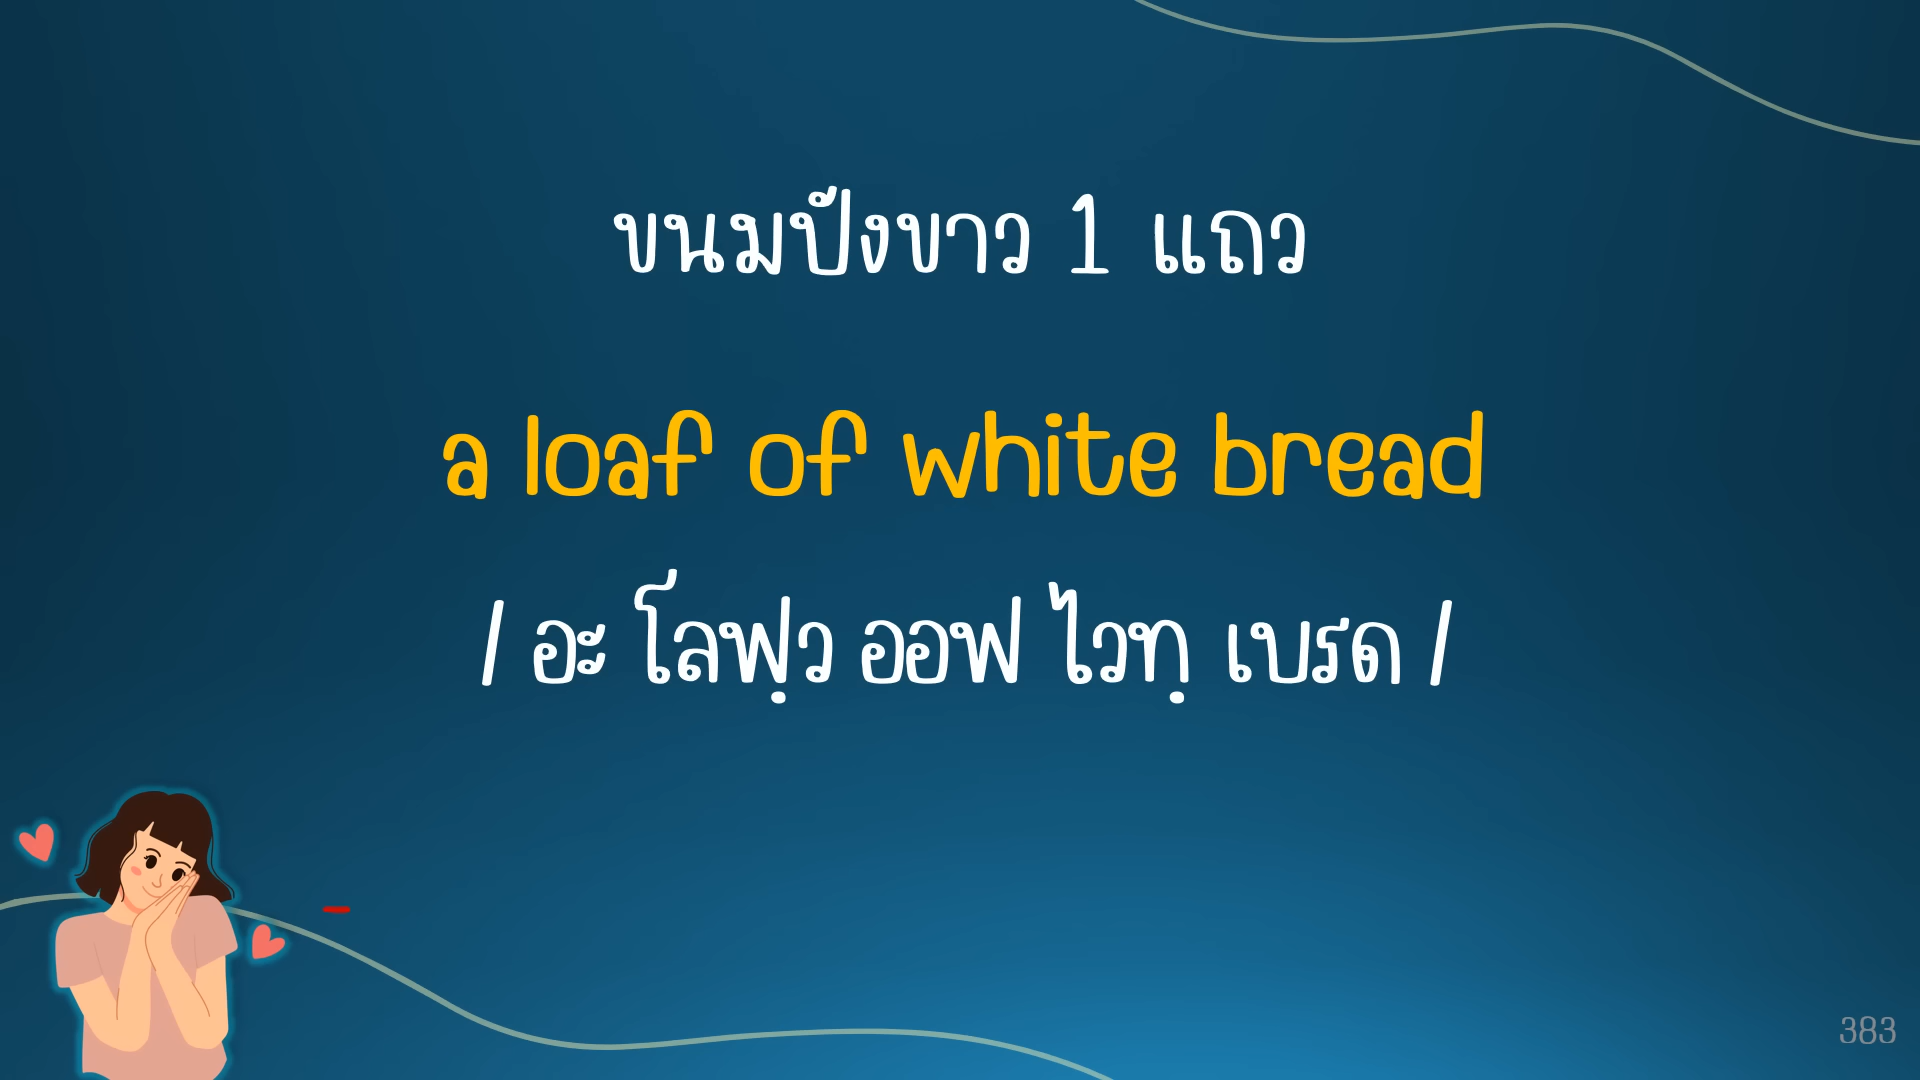 ขนมปังขาว 1 แถว
a loaf of white bread
/ อะ โลฟฺว ออฟ ไวทฺ เบรด /
383